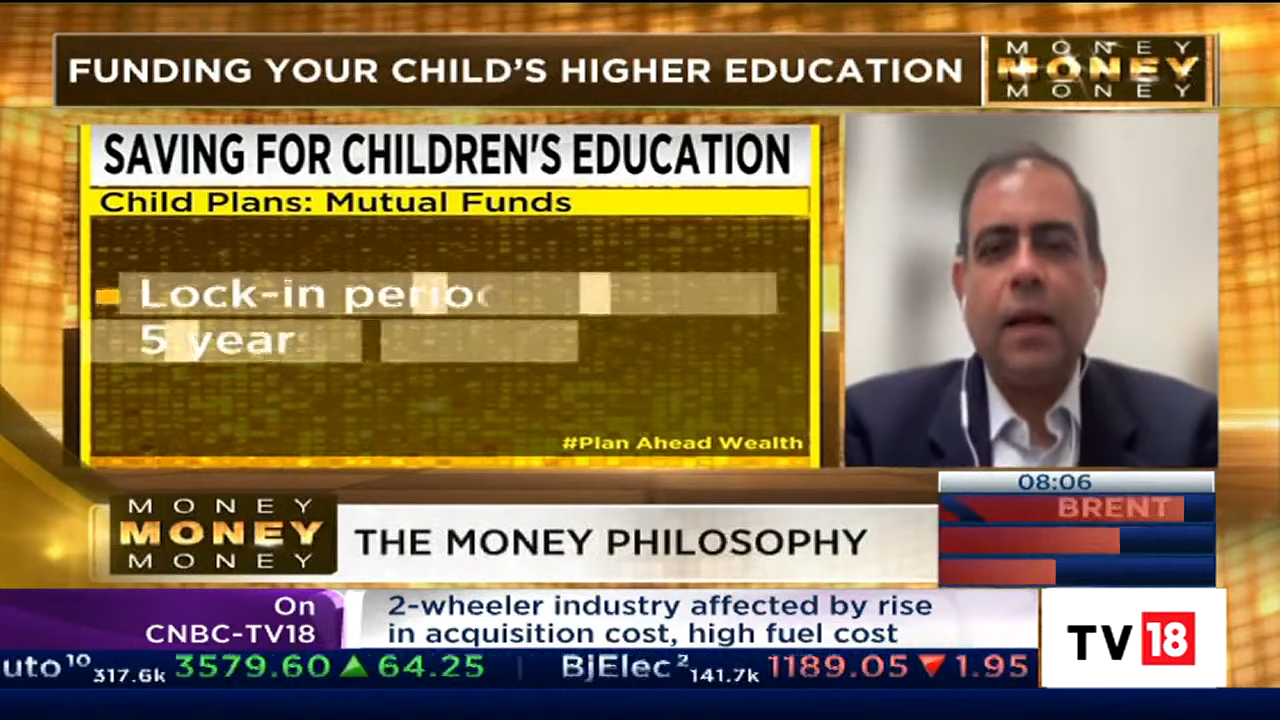 FUNDING YOUR CHILD'S HIGHER EDUCATION
MONEY
MONEY
MONEY
SAVING FOR CHILDREN'S EDUCATION
Child Plans: Mutual Funds
Lock-in
5 year
#Plan Ahead Wealth
08:06
BRENT
MONEY
MONEY
MONEY
THE MONEY PHILOSOPHY
On
CNBC-TV18
2-wheeler industry affected by rise
in acquisition cost, high fuel cost
TV18
uto 10 317.6k 3579.60 ▲ 64.25 BjElec 2 141.7k 1189.05 ▼ 1.95